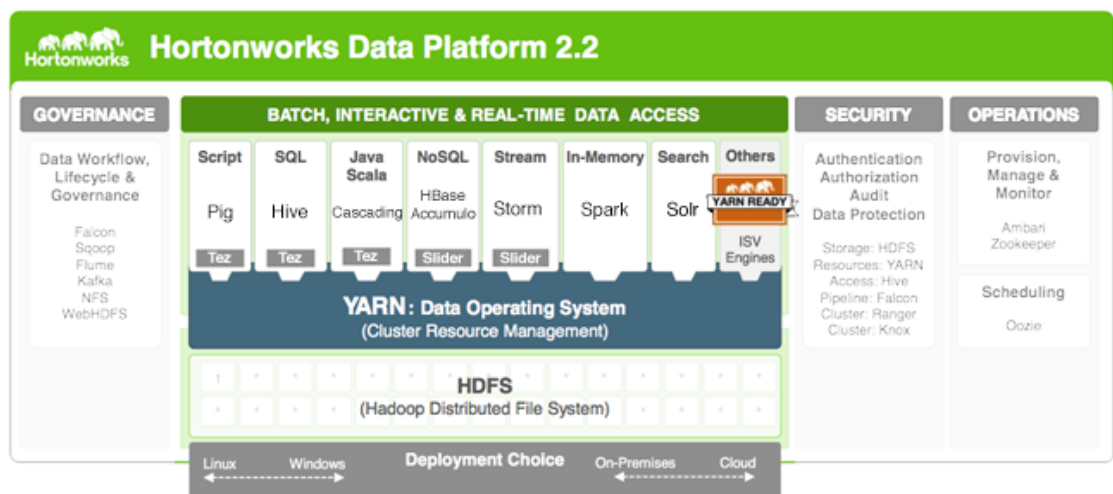 Hortonworks
Hortonworks Data Platform 2.2
GOVERNANCE
Data Workflow,
Lifecycle &
Governance
Falcon
Sqoop
Flume
Kafka
NFS
WebHDFS
BATCH, INTERACTIVE & REAL-TIME DATA ACCESS
Script
Pig
Tez
SQL
Hive
Tez
Java
Scala
Cascading
Tez
NoSQL
HBase
Accumulo
Slider
Stream
Storm
Slider
In-Memory
Spark
Search
Solr
Others
YARN READY
ISV
Engines
YARN : Data Operating System
(Cluster Resource Management)
1
HDFS
(Hadoop Distributed File System)
Deployment Choice
Linux
Windows
On-Premises
Cloud
SECURITY
Authentication
Authorization
Audit
Data Protection
Storage: HDFS
Resources: YARN
Access: Hive
Pipeline: Falcon
Cluster: Ranger
Cluster: Knox
OPERATIONS
Provision,
Manage &
Monitor
Ambari
Zookeeper
Scheduling
Oozie